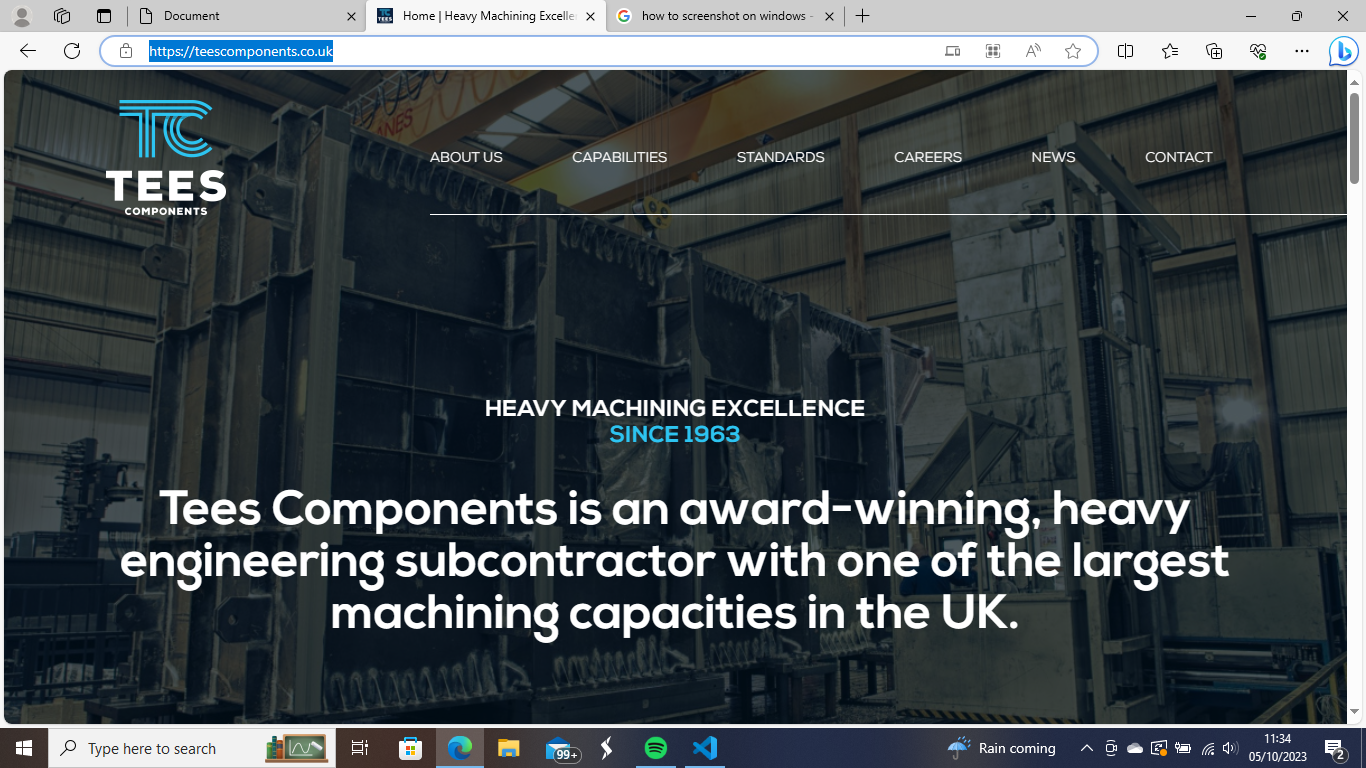 Document
Home | Heavy Machining Excelle
how to screenshot on windows -
https://teescomponents.co.uk
TC
TEES
COMPONENTS
ABOUT US
CAPABILITIES
STANDARDS
CAREERS
NEWS
CONTACT
ANES
HEAVY MACHINING EXCELLENCE
SINCE 1963
Tees Components is an award-winning, heavy
engineering subcontractor with one of the largest
machining capacities in the UK.
Type here to search
99+
Rain coming
11:34
05/10/2023
2